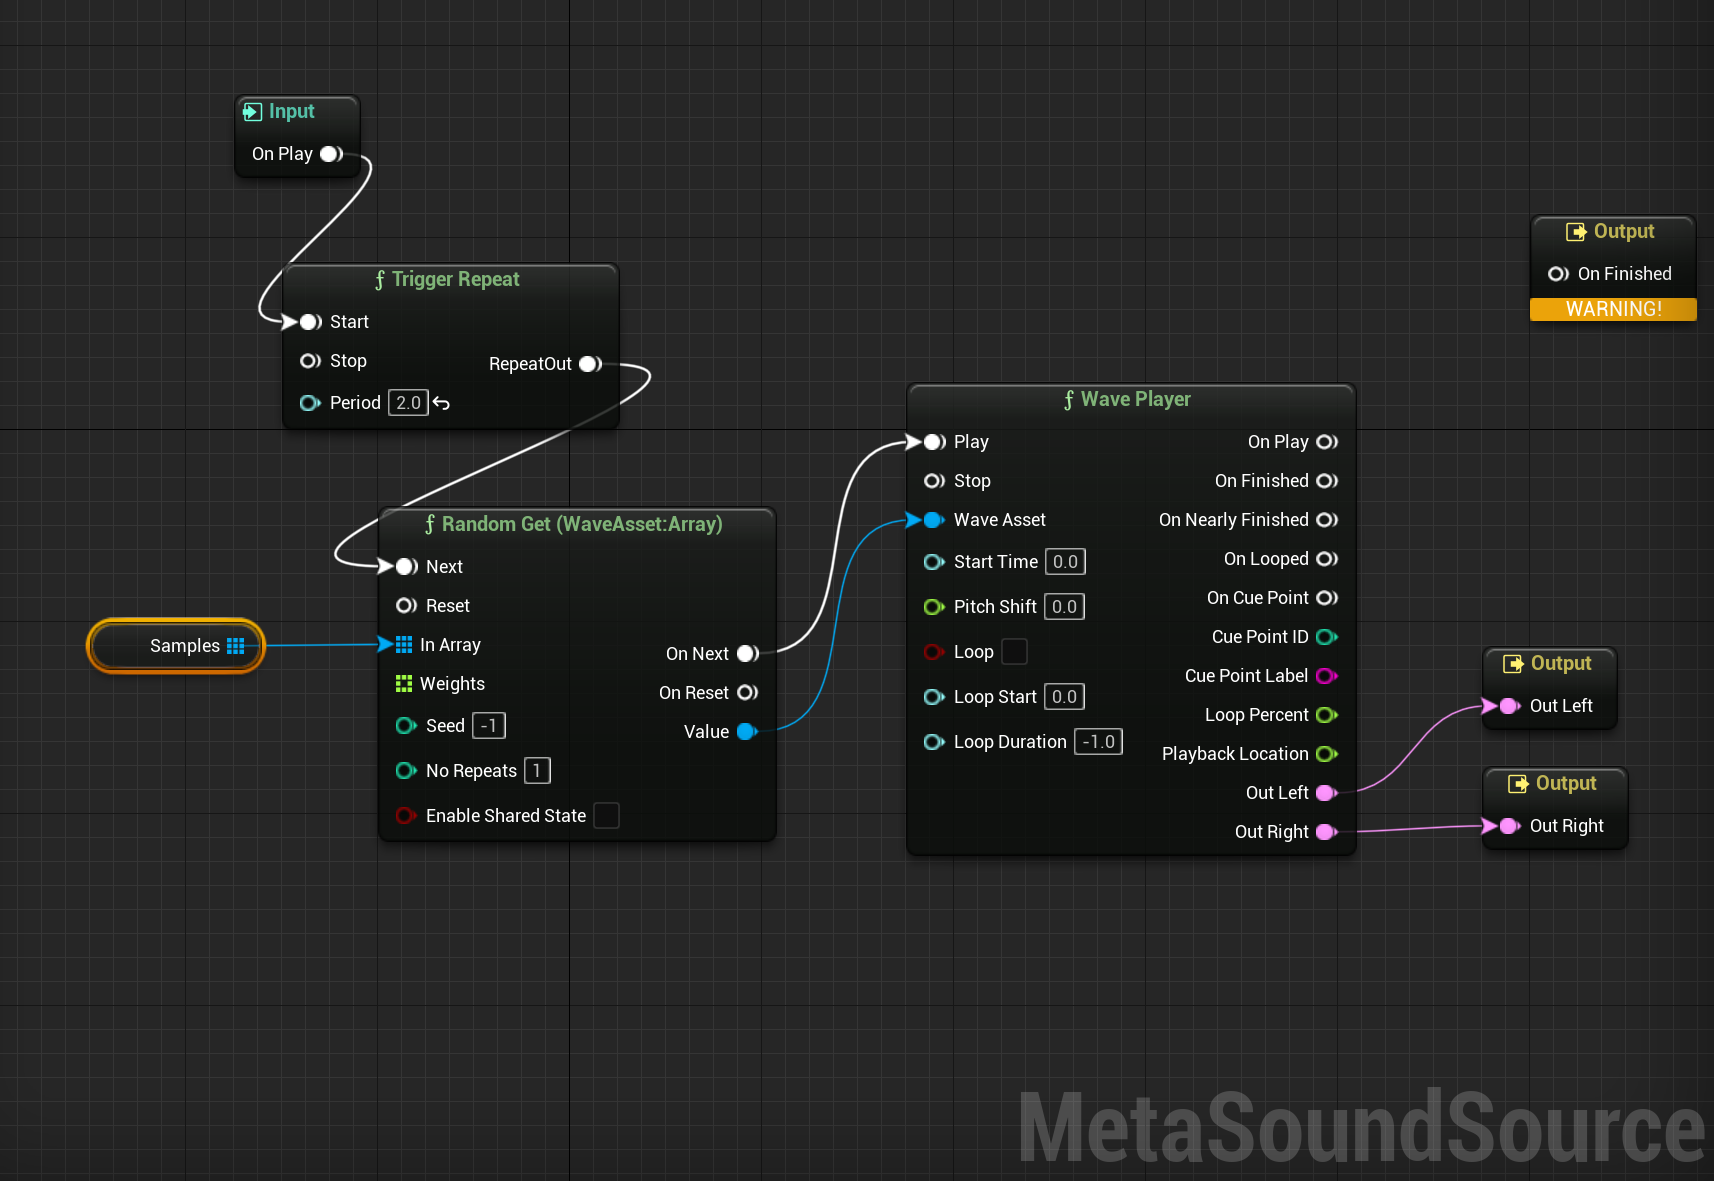 Input
On Play
Output
On Finished
WARNING!
ƒ Trigger Repeat
Start
Stop
RepeatOut
Period 2.0
ƒ Wave Player
Play
Stop
Wave Asset
Start Time 0.0
Pitch Shift 0.0
Loop
Loop Start 0.0
Loop Duration -1.0
On Play
On Finished
On Nearly Finished
On Looped
On Cue Point
Cue Point ID
Cue Point Label
Loop Percent
Playback Location
Out Left
Out Right
ƒ Random Get (WaveAsset:Array)
Next
Reset
In Array
Weights
Seed -1
No Repeats 1
Enable Shared State
On Next
On Reset
Value
Samples
Output
Out Left
Output
Out Right
MetaSoundSource